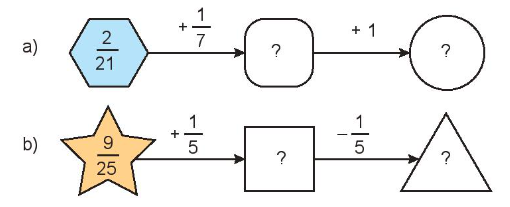 a) 2/21 + 1/7 ? + 1 ?
b) 9/25 + 1/5 ? − 1/5 ?